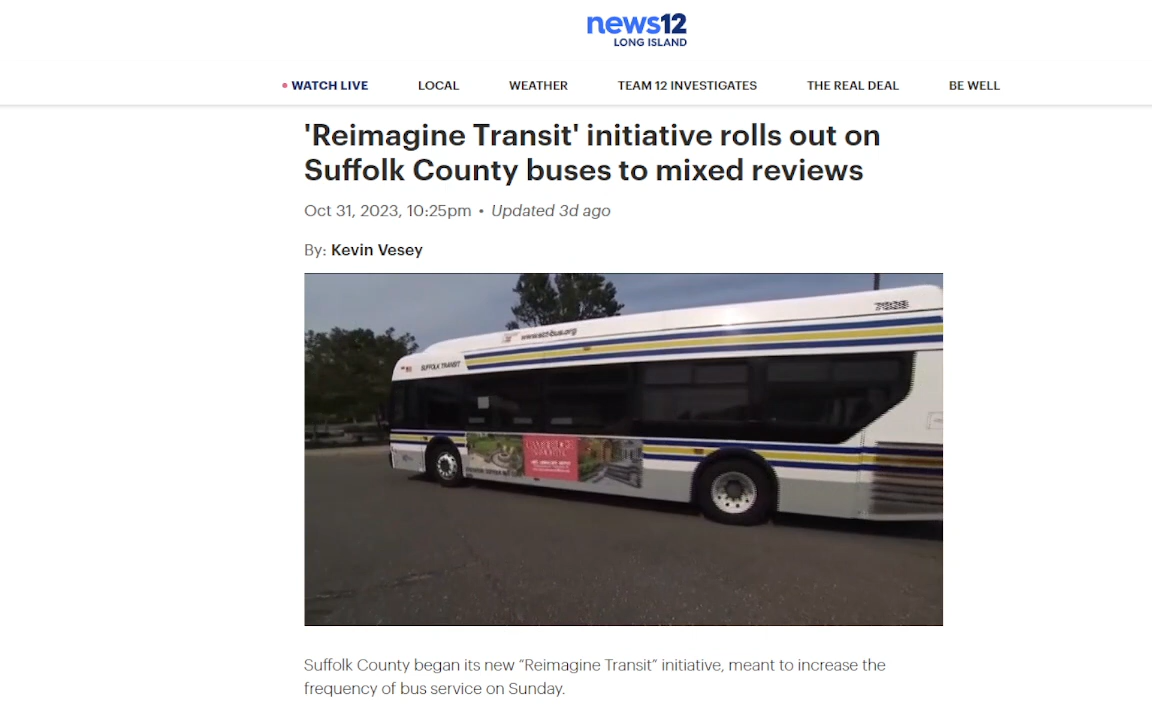 news12
LONG ISLAND
WATCH LIVE LOCAL WEATHER TEAM 12 INVESTIGATES THE REAL DEAL BE WELL
'Reimagine Transit' initiative rolls out on
Suffolk County buses to mixed reviews
Oct 31, 2023, 10:25pm • Updated 3d ago
By: Kevin Vesey
www.sct-bus.org
SUFFOLK TRANSIT
Suffolk County began its new “Reimagine Transit” initiative, meant to increase the
frequency of bus service on Sunday.